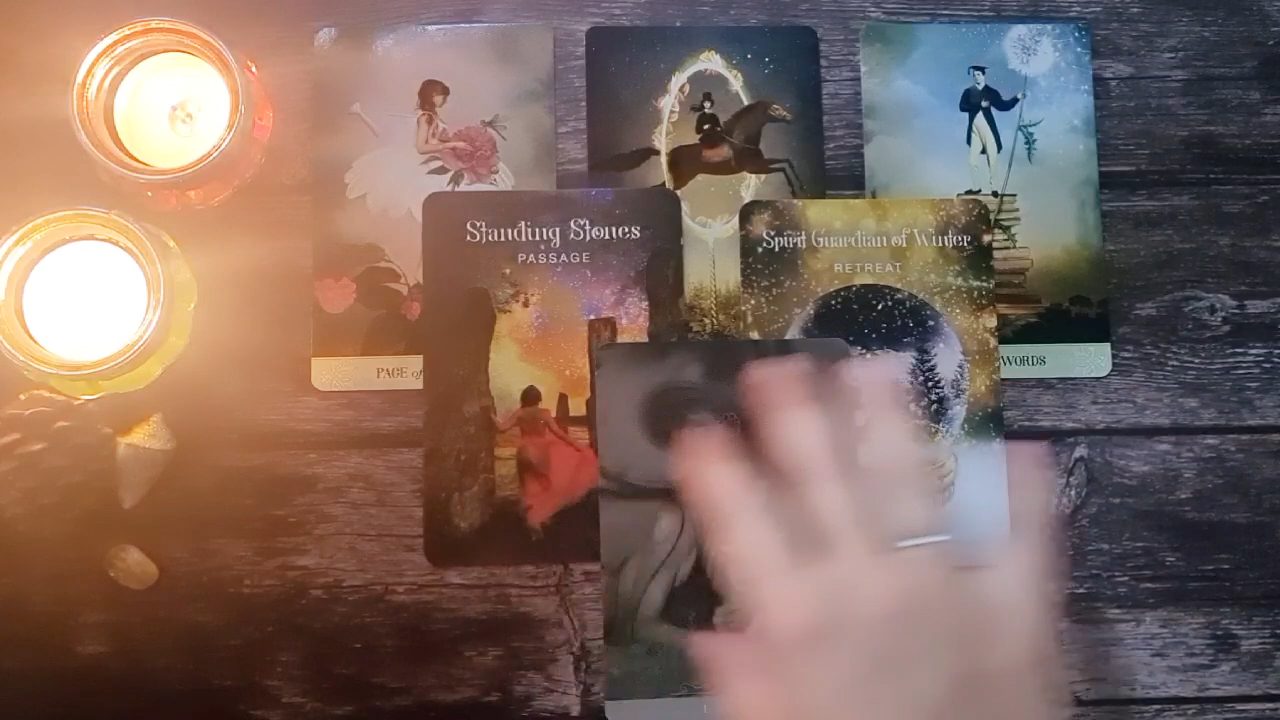 Standing Stones
PASSAGE
Spirit Guardian of Winter
RETREAT
PAGE of
WORDS